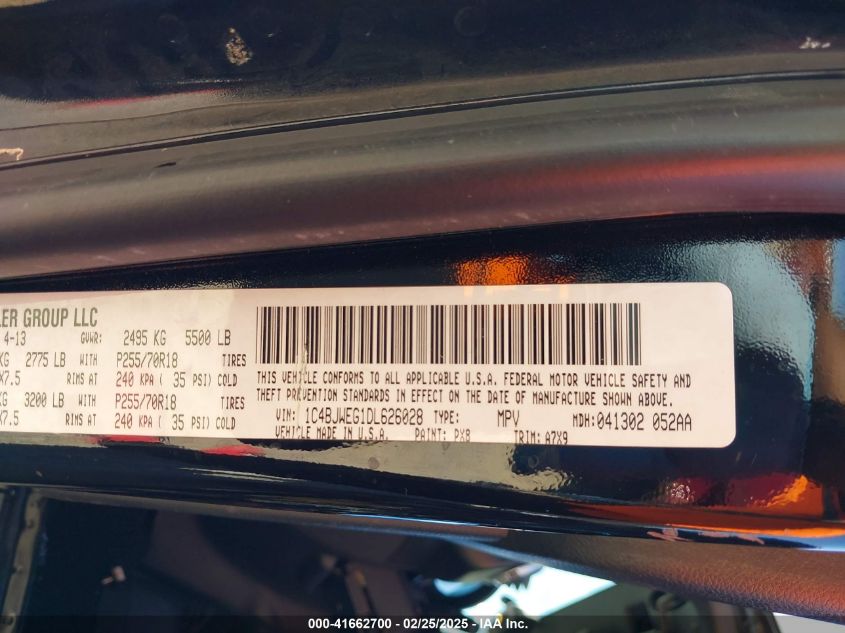 LER GROUP LLC
4-13 GVWR: 2495 KG 5500 LB
KG 2775 LB WITH P255/70R18 TIRES
X7.5 RIMS AT 240 KPA ( 35 PSI) COLD
KG 3200 LB WITH P255/70R18 TIRES
X7.5 RIMS AT 240 KPA ( 35 PSI) COLD
THIS VEHICLE CONFORMS TO ALL APPLICABLE U.S.A. FEDERAL MOTOR VEHICLE SAFETY AND
THEFT PREVENTION STANDARDS IN EFFECT ON THE DATE OF MANUFACTURE SHOWN ABOVE.
VIN: 1C4BJWEG1DL626028 TYPE: MPV MDH: 041302 052AA
VEHICLE MADE IN U.S.A. PAINT: PX8 TRIM: A7X9
000-41662700 - 02/25/2025 - IAA Inc.